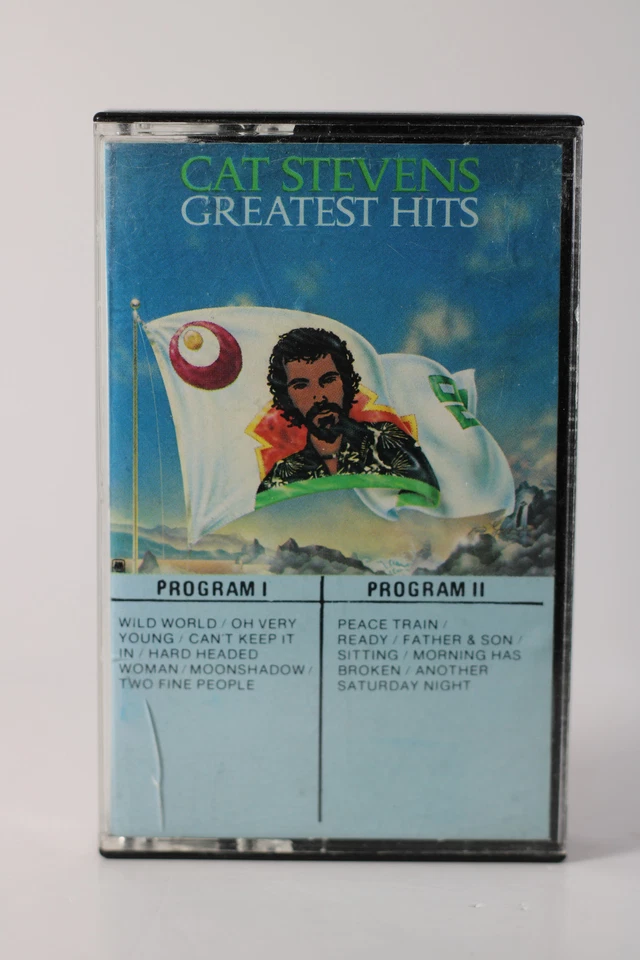 CAT STEVENS
GREATEST HITS
PROGRAM I
WILD WORLD / OH VERY
YOUNG / CAN'T KEEP IT
IN / HARD HEADED
WOMAN / MOONSHADOW /
TWO FINE PEOPLE
PROGRAM II
PEACE TRAIN /
READY / FATHER & SON /
SITTING / MORNING HAS
BROKEN / ANOTHER
SATURDAY NIGHT